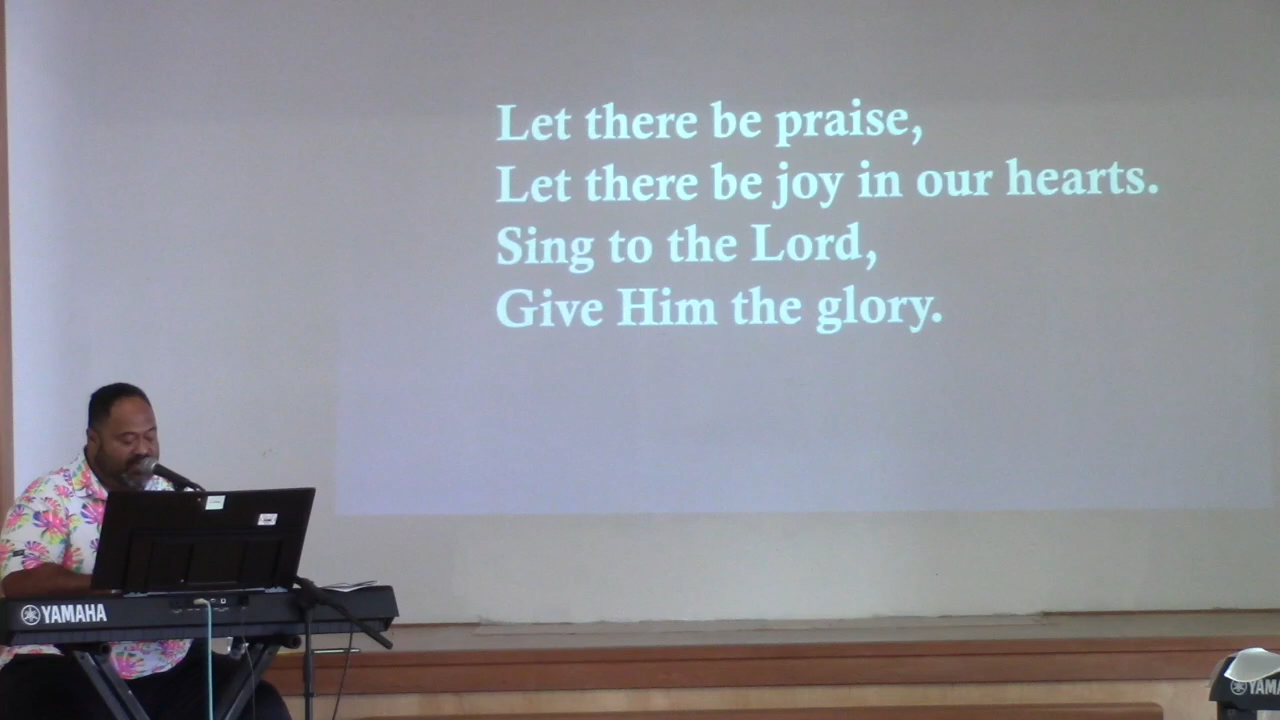 Let there be praise,
Let there be joy in our hearts.
Sing to the Lord,
Give Him the glory.
YAMAHA
YAMA